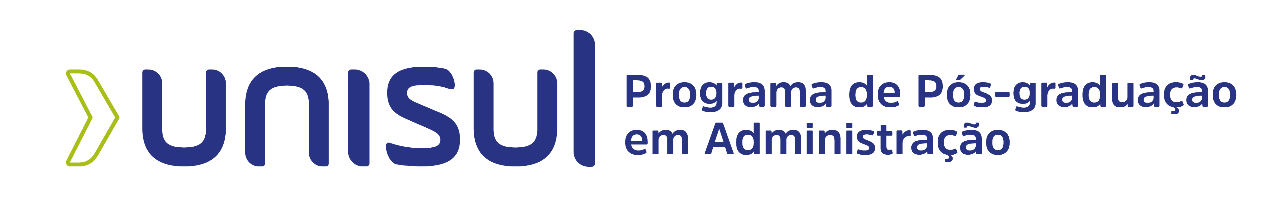 unisul
Programa de Pós-graduação
em Administração